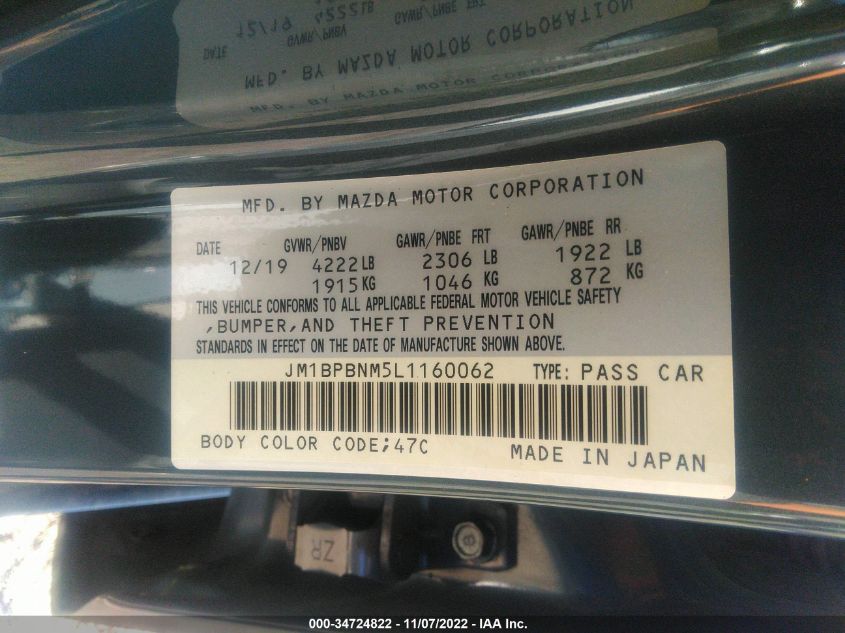 MFD. BY MAZDA MOTOR CORPORATION
DATE GVWR/PNBV GAWR/PNBE FRT GAWR/PNBE RR
12/19 4222 LB 2306 LB 1922 LB
1915 KG 1046 KG 872 KG
THIS VEHICLE CONFORMS TO ALL APPLICABLE FEDERAL MOTOR VEHICLE SAFETY
,BUMPER,AND THEFT PREVENTION
STANDARDS IN EFFECT ON THE DATE OF MANUFACTURE SHOWN ABOVE.
JM1BPBNM5L1160062 TYPE: PASS CAR
BODY COLOR CODE;47C MADE IN JAPAN
ZR
000-34724822 - 11/07/2022 - IAA Inc.